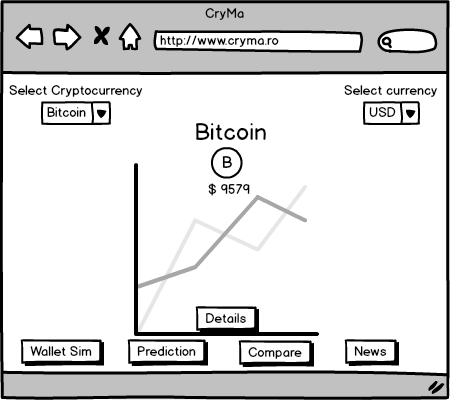 CryMa
http://www.cryma.ro
Select Cryptocurrency
Select currency
Bitcoin
USD
Bitcoin
B
$ 9579
Details
Wallet Sim
Prediction
Compare
News